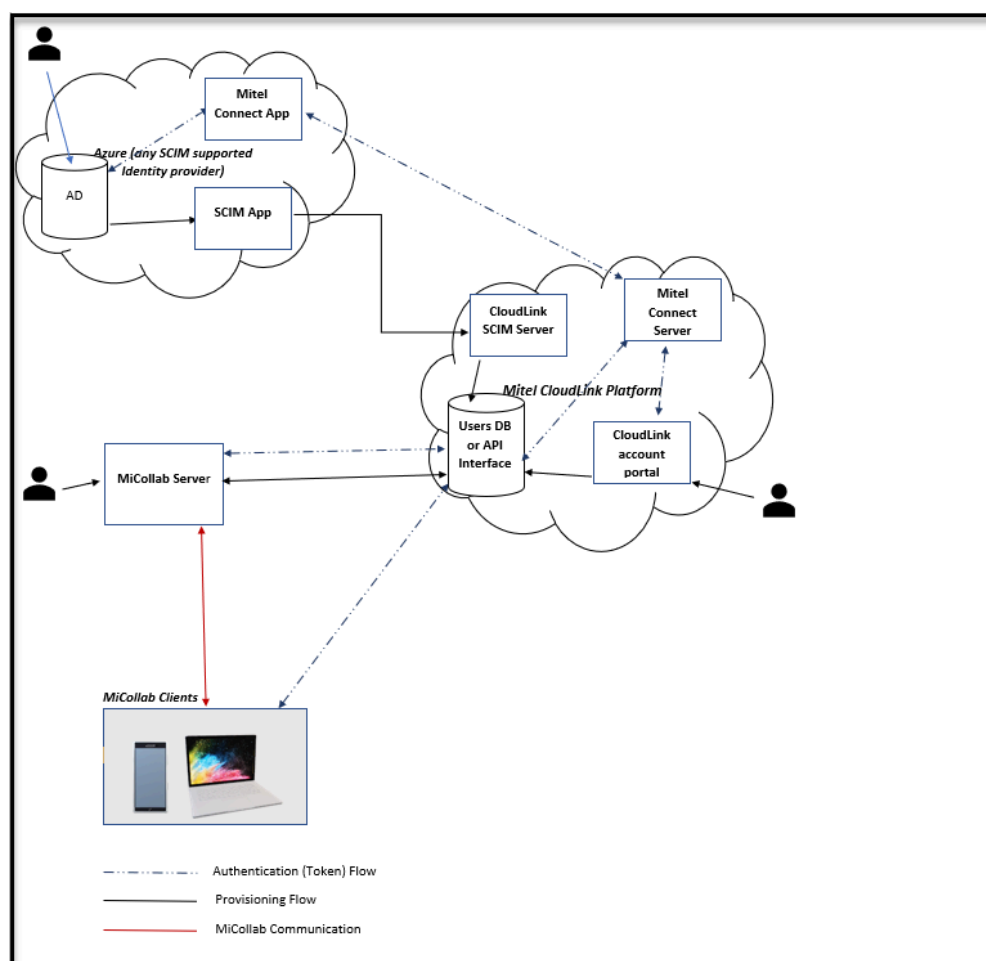 Mitel
Connect App
Azure (any SCIM supported
Identity provider)
AD
SCIM App
CloudLink
SCIM Server
Mitel
Connect
Server
Mitel CloudLink Platform
Users DB
or API
Interface
CloudLink
account
portal
MiCollab Server
MiCollab Clients
Authentication (Token) Flow
Provisioning Flow
MiCollab Communication